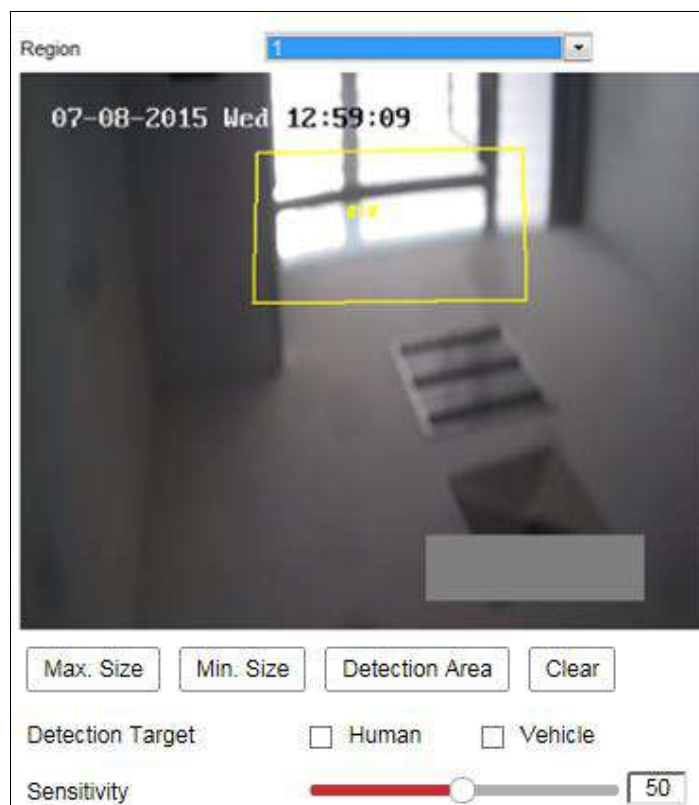 Region
1
07-08-2015 Wed 12:59:09
#1#
Max. Size
Min. Size
Detection Area
Clear
Detection Target
Human
Vehicle
Sensitivity
50